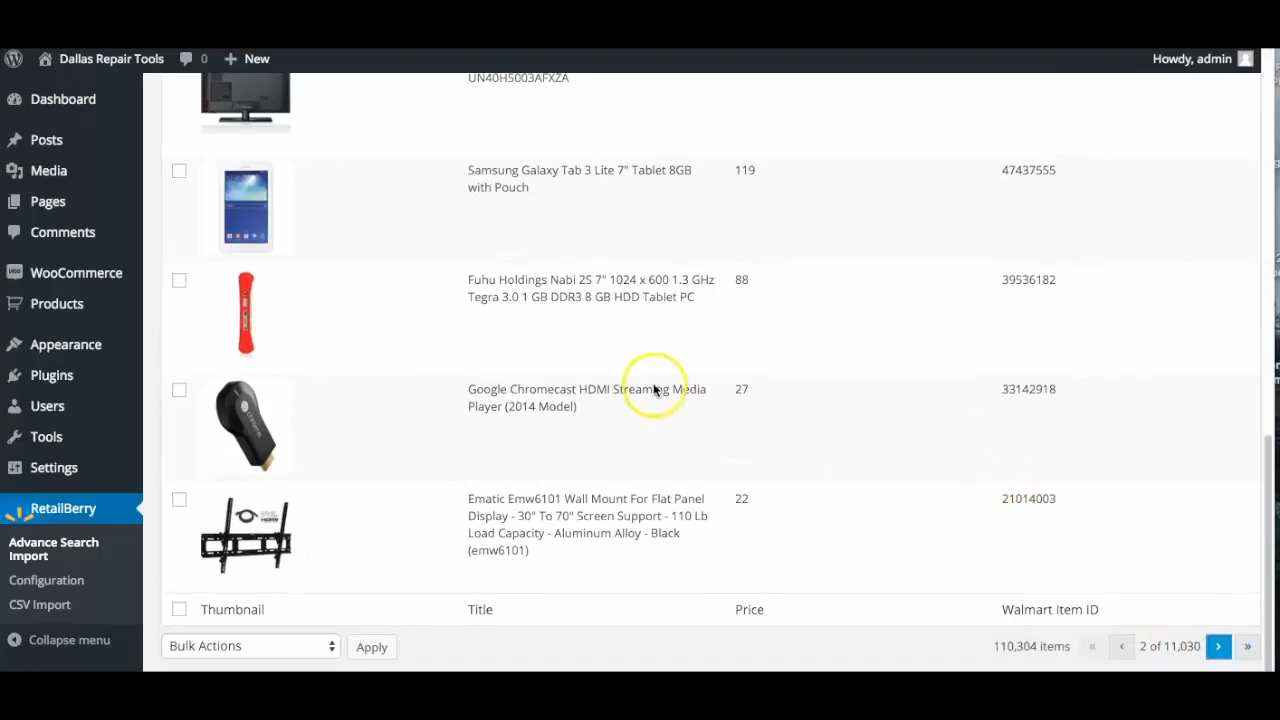 Dallas Repair Tools 0 + New Howdy, admin
Dashboard
Posts
Media
Pages
Comments
WooCommerce
Products
Appearance
Plugins
Users
Tools
Settings
RetailBerry
Advance Search
Import
Configuration
CSV Import
Collapse menu
UN40H5003AFXZA
Samsung Galaxy Tab 3 Lite 7" Tablet 8GB 119 47437555
with Pouch
Fuhu Holdings Nabi 2S 7" 1024 x 600 1.3 GHz 88 39536182
Tegra 3.0 1 GB DDR3 8 GB HDD Tablet PC
Google Chromecast HDMI Streaming Media 27 33142918
Player (2014 Model)
Ematic Emw6101 Wall Mount For Flat Panel 22 21014003
Display - 30" To 70" Screen Support - 110 Lb
Load Capacity - Aluminum Alloy - Black
(emw6101)
Thumbnail Title Price Walmart Item ID
Bulk Actions Apply 110,304 items « ‹ 2 of 11,030 › »